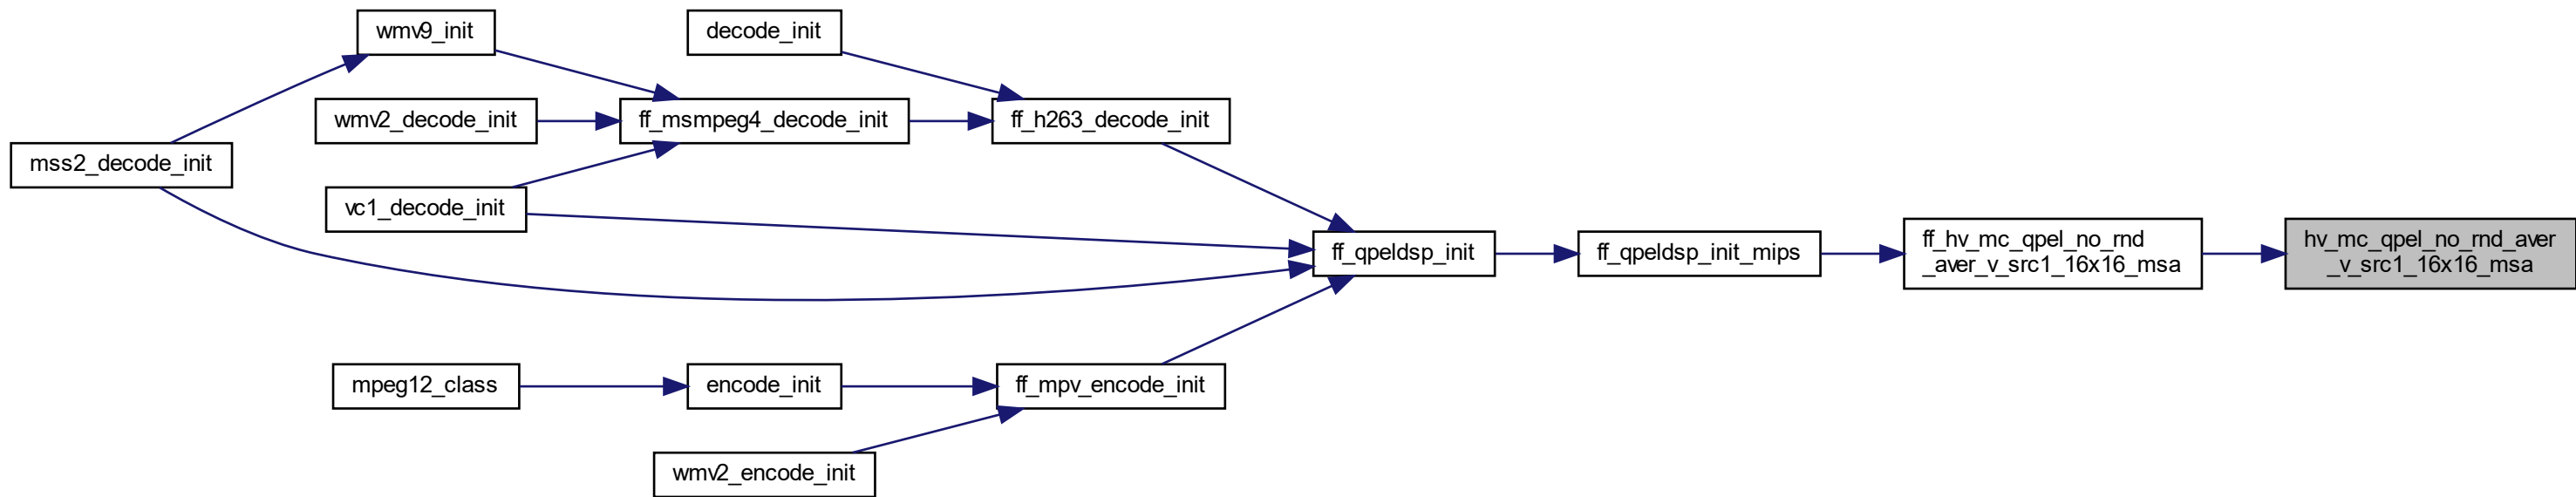 wmv9_init
decode_init
wmv2_decode_init
ff_msmpeg4_decode_init
ff_h263_decode_init
mss2_decode_init
vc1_decode_init
ff_qpeldsp_init
ff_qpeldsp_init_mips
ff_hv_mc_qpel_no_rnd
_aver_v_src1_16x16_msa
hv_mc_qpel_no_rnd_aver
_v_src1_16x16_msa
mpeg12_class
encode_init
ff_mpv_encode_init
wmv2_encode_init